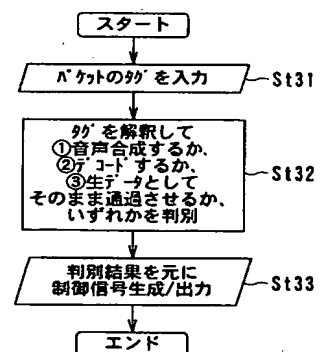 スタート
パケットのタグを入力
St31
タグを解釈して
①音声合成するか、
②デコードするか、
③生データとして
そのまま通過させるか、
いずれかを判別
St32
判別結果を元に
制御信号生成/出力
St33
エンド